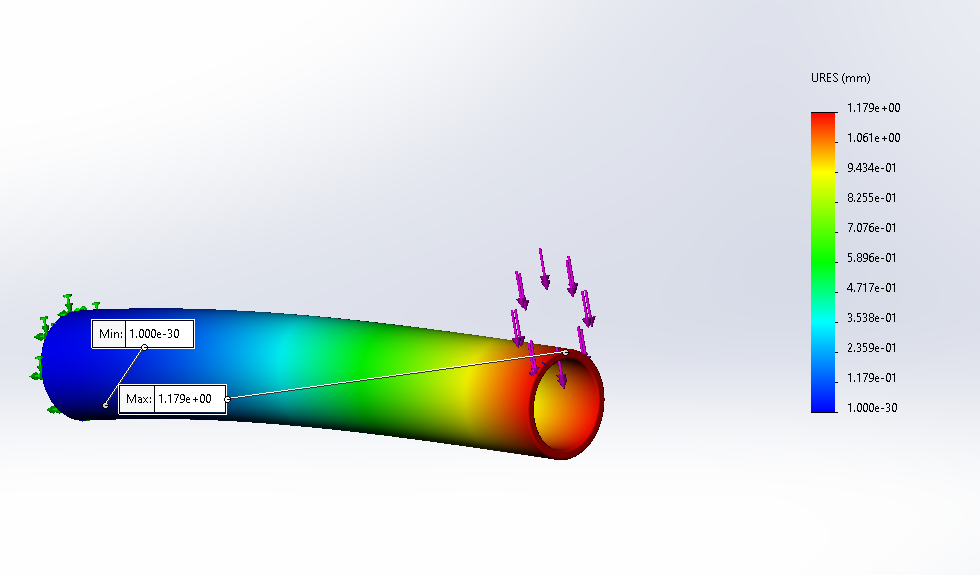 URES (mm)
1.179e+00
1.061e+00
9.434e-01
8.255e-01
7.076e-01
5.896e-01
4.717e-01
3.538e-01
2.359e-01
1.179e-01
1.000e-30
Min: 1.000e-30
Max: 1.179e+00